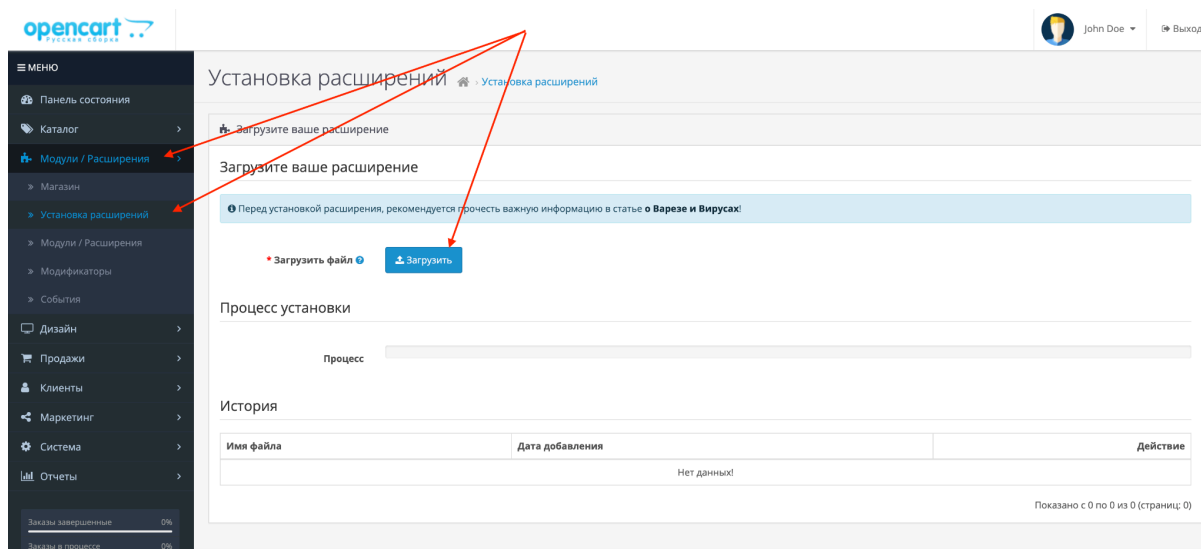 opencart
Русская сборка
John Doe
Выход
МЕНЮ
Установка расширений
Установка расширений
Панель состояния
Каталог
Загрузите ваше расширение
Модули / Расширения
Загрузите ваше расширение
Магазин
Установка расширений
Перед установкой расширения, рекомендуется прочесть важную информацию в статье о Варезе и Вирусах!
Модули / Расширения
* Загрузить файл
Загрузить
Модификаторы
События
Процесс установки
Дизайн
Продажи
Процесс
Клиенты
История
Маркетинг
Система
Имя файла Дата добавления Действие
Нет данных!
Отчеты
Показано с 0 по 0 из 0 (страниц: 0)
Заказы завершенные 0%
Заказы в процессе 0%